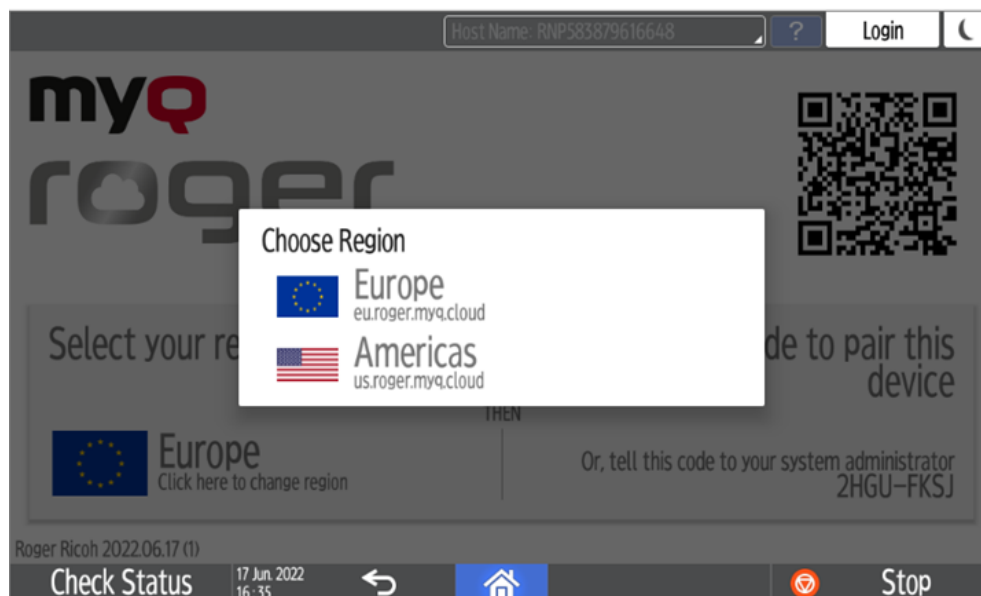 Host Name: RNP583879616648
?
Login
myQ
roger
Choose Region
Europe
eu.roger.myq.cloud
Americas
us.roger.myq.cloud
Select your re
de to pair this
device
THEN
Europe
Click here to change region
Or, tell this code to your system administrator
2HGU-FKSJ
Roger Ricoh 2022.06.17 (1)
Check Status
17 Jun. 2022
16:35
Stop